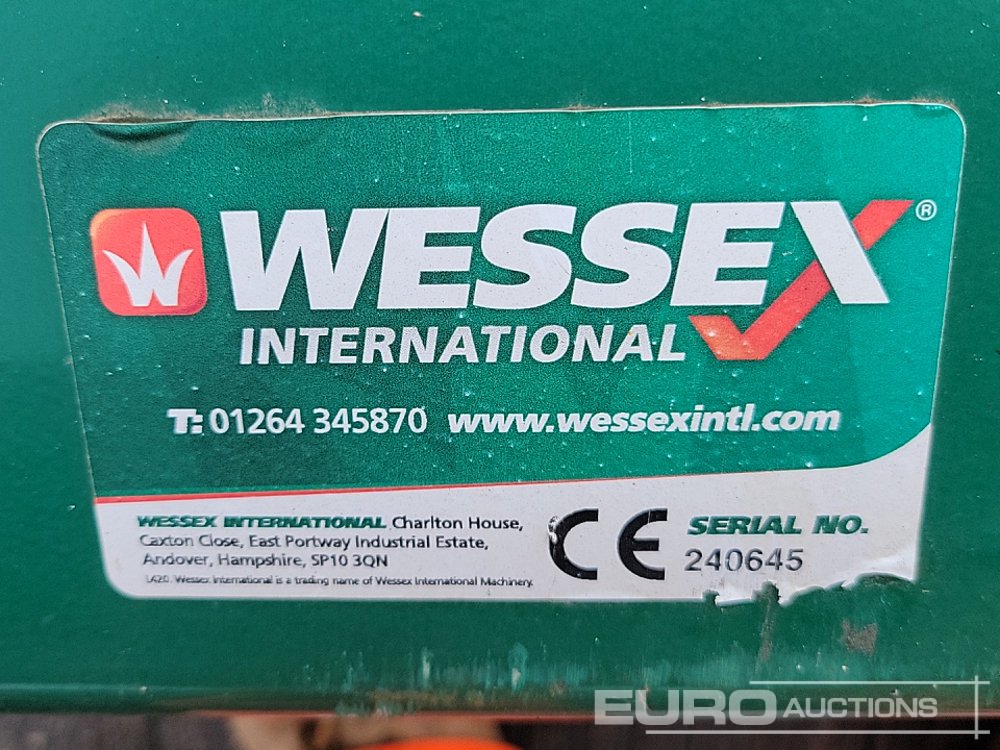 WESSEX®
INTERNATIONAL
T: 01264 345870 www.wessexintl.com
WESSEX INTERNATIONAL Charlton House,
Caxton Close, East Portway Industrial Estate,
Andover, Hampshire, SP10 3QN
L420. Wessex International is a trading name of Wessex International Machinery.
CE
SERIAL NO.
240645
EURO AUCTIONS